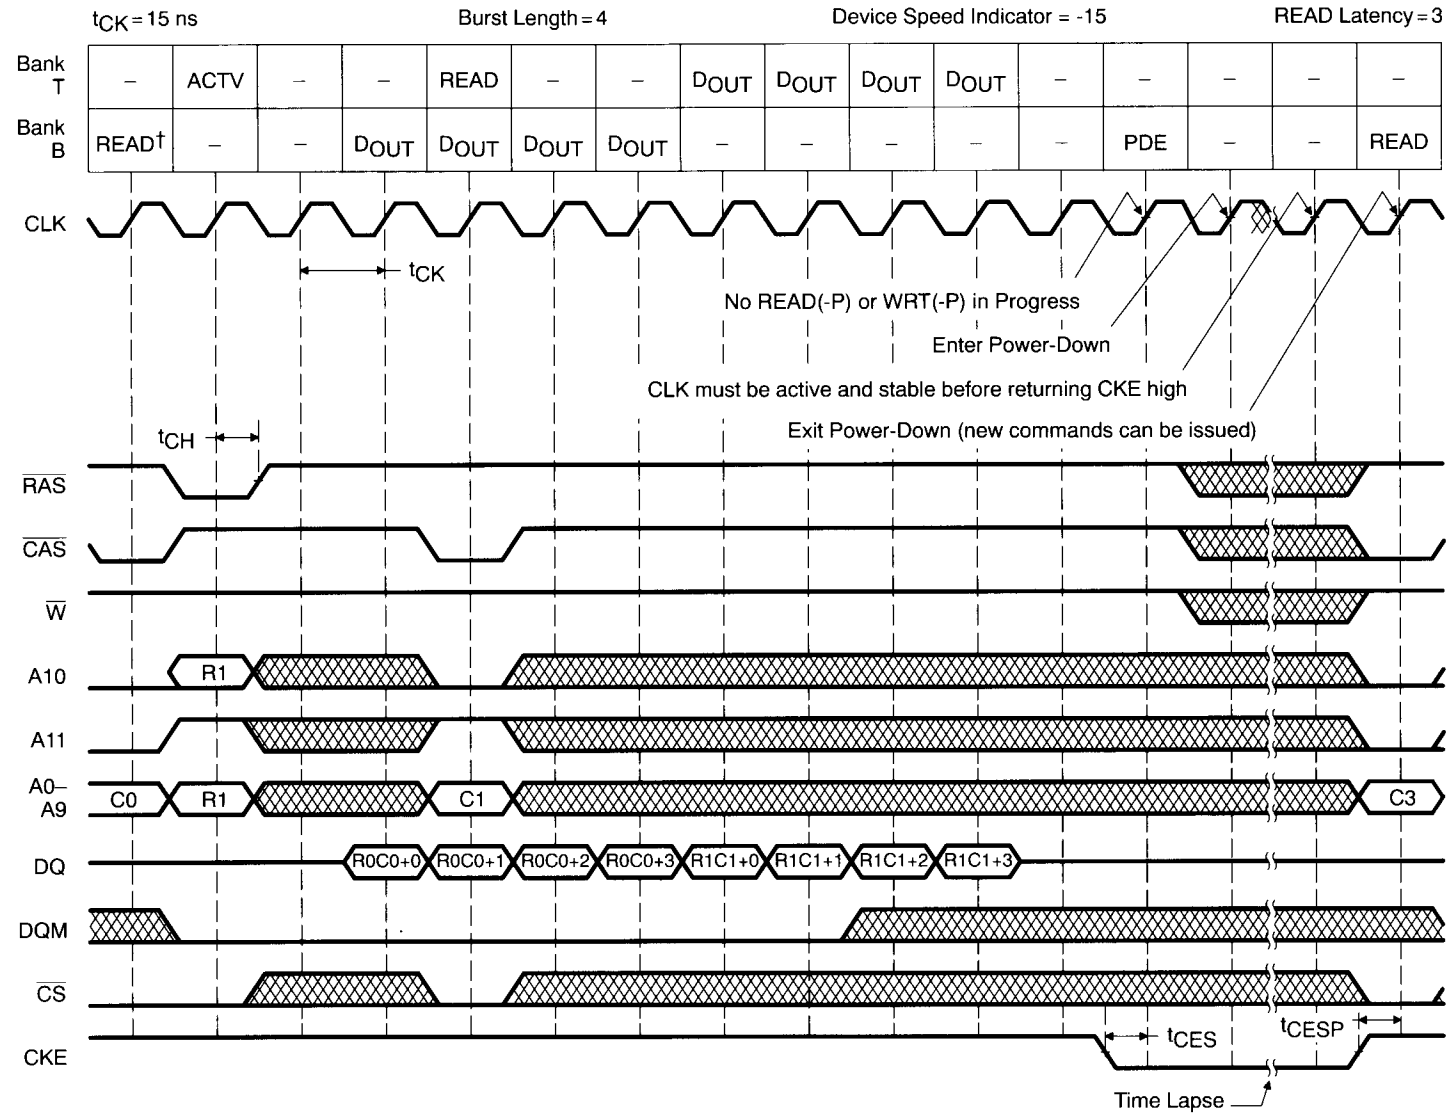 tCK = 15 ns Burst Length = 4 Device Speed Indicator = -15 READ Latency = 3
Bank T – ACTV – – READ – – DOUT DOUT DOUT DOUT – – – – –
Bank B READ† – – DOUT DOUT DOUT DOUT – – – – – PDE – – READ
CLK
tCK
No READ(-P) or WRT(-P) in Progress
Enter Power-Down
CLK must be active and stable before returning CKE high
Exit Power-Down (new commands can be issued)
tCH
R̅A̅S̅
C̅A̅S̅
W̅
A10 R1
A11
A0–
A9 C0 R1 C1 C3
DQ R0C0+0 R0C0+1 R0C0+2 R0C0+3 R1C1+0 R1C1+1 R1C1+2 R1C1+3
DQM
C̅S̅
tCES tCESP
CKE
Time Lapse